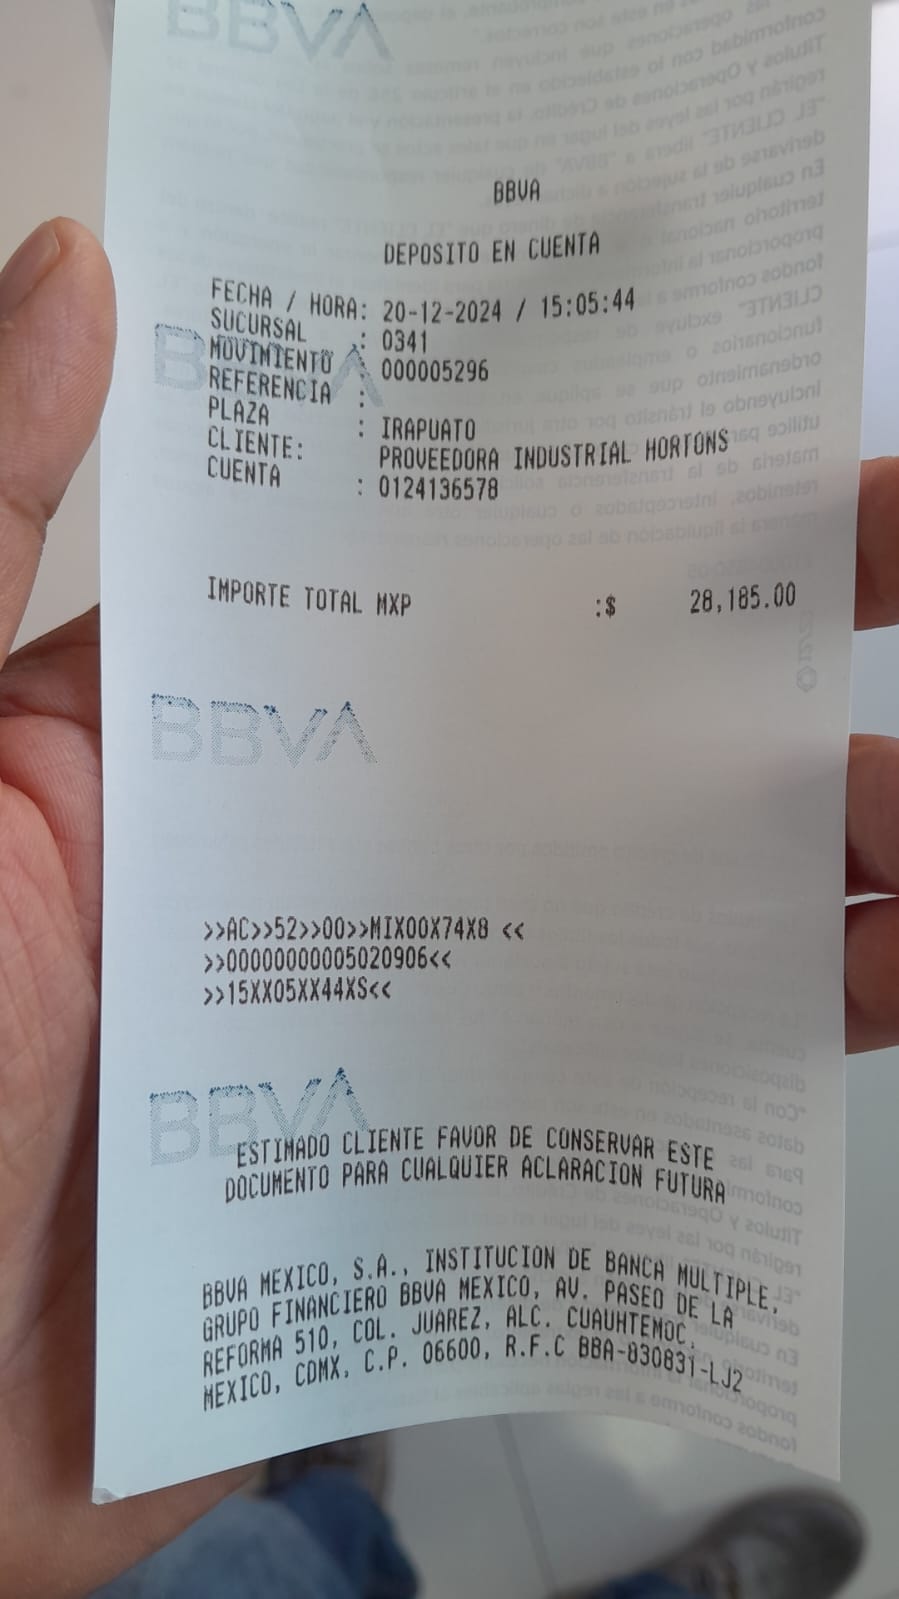 BBVA
BBVA
DEPOSITO EN CUENTA
FECHA / HORA: 20-12-2024 / 15:05:44
SUCURSAL : 0341
MOVIMIENTO : 000005296
REFERENCIA :
PLAZA : IRAPUATO
CLIENTE: PROVEEDORA INDUSTRIAL HORTONS
CUENTA : 0124136578
BBVA
IMPORTE TOTAL MXP :$ 28,185.00
BBVA
>>AC>>52>>00>>MIX00X74X8 <<
>>00000000005020906<<
>>15XX05XX44XS<<
BBVA
ESTIMADO CLIENTE FAVOR DE CONSERVAR ESTE
DOCUMENTO PARA CUALQUIER ACLARACION FUTURA
BBVA MEXICO, S.A., INSTITUCION DE BANCA MULTIPLE,
GRUPO FINANCIERO BBVA MEXICO, AV. PASEO DE LA
REFORMA 510, COL. JUAREZ, ALC. CUAUHTEMOC,
MEXICO, CDMX, C.P. 06600, R.F.C BBA-830831-LJ2